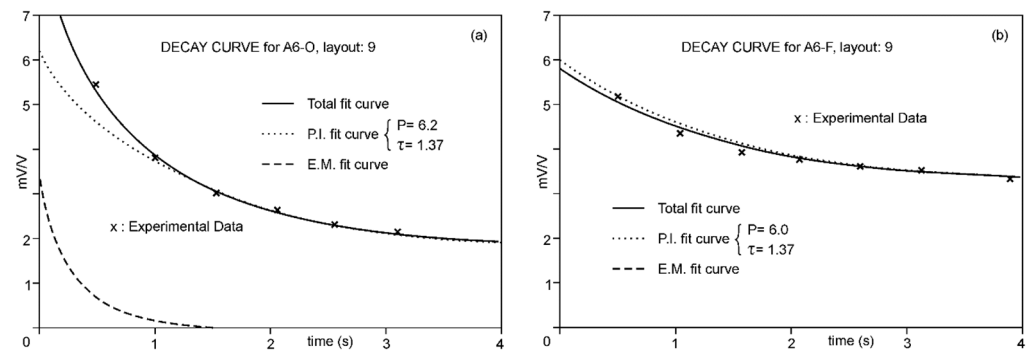 7
6
5
mV/V
2
1
0
1
2
3
4
time (s)
(a)
DECAY CURVE for A6-O, layout: 9
Total fit curve
P.I. fit curve { P= 6.2
τ= 1.37
E.M. fit curve
x : Experimental Data
7
6
5
mV/V
2
1
0
1
2
3
4
time (s)
(b)
DECAY CURVE for A6-F, layout: 9
x : Experimental Data
Total fit curve
P.I. fit curve { P= 6.0
τ= 1.37
E.M. fit curve